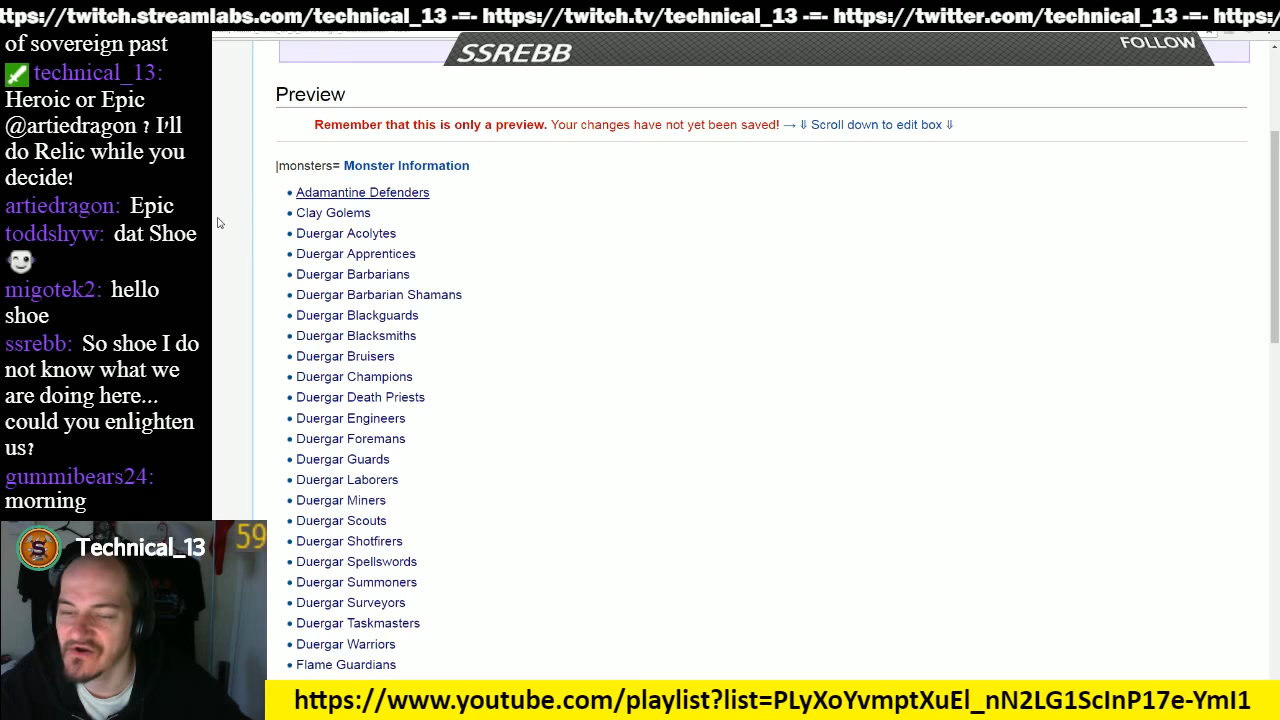 https://twitch.streamlabs.com/technical_13 -=- https://twitch.tv/technical_13 -=- https://twitter.com/technical_13 -=- https://
of sovereign past
technical_13:
Heroic or Epic
@artiedragon ? I'll
do Relic while you
decide!
artiedragon: Epic
toddshyw: dat Shoe
migotek2: hello
shoe
ssrebb: So shoe I do
not know what we
are doing here...
could you enlighten
us?
gummibears24:
morning
Technical_13
59
SSREBB
FOLLOW
Preview
Remember that this is only a preview. Your changes have not yet been saved! → ⇓ Scroll down to edit box ⇓
|monsters= Monster Information
• Adamantine Defenders
• Clay Golems
• Duergar Acolytes
• Duergar Apprentices
• Duergar Barbarians
• Duergar Barbarian Shamans
• Duergar Blackguards
• Duergar Blacksmiths
• Duergar Bruisers
• Duergar Champions
• Duergar Death Priests
• Duergar Engineers
• Duergar Foremans
• Duergar Guards
• Duergar Laborers
• Duergar Miners
• Duergar Scouts
• Duergar Shotfirers
• Duergar Spellswords
• Duergar Summoners
• Duergar Surveyors
• Duergar Taskmasters
• Duergar Warriors
• Flame Guardians
https://www.youtube.com/playlist?list=PLyXoYvmptXuEl_nN2LG1ScInP17e-YmI1